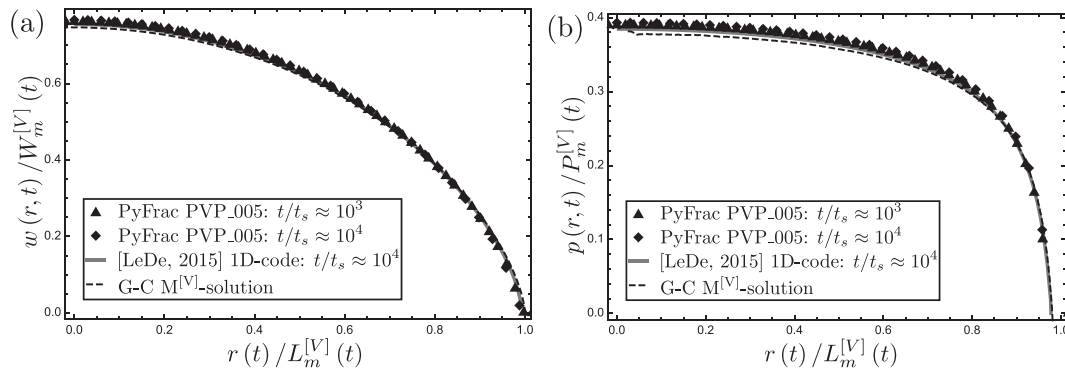 (a)
w (r, t) /W_m^{[V]} (t)
0.6
0.4
0.2
0.0
▲ PyFrac PVP_005: t/t_s ≈ 10^3
◆ PyFrac PVP_005: t/t_s ≈ 10^4
[LeDe, 2015] 1D-code: t/t_s ≈ 10^4
G-C M^{[V]}-solution
0.0 0.2 0.4 0.6 0.8 1.0
r (t) /L_m^{[V]} (t)
(b)
p (r, t) /P_m^{[V]} (t)
0.4
0.3
0.2
0.1
0.0
▲ PyFrac PVP_005: t/t_s ≈ 10^3
◆ PyFrac PVP_005: t/t_s ≈ 10^4
[LeDe, 2015] 1D-code: t/t_s ≈ 10^4
G-C M^{[V]}-solution
0.0 0.2 0.4 0.6 0.8 1.0
r (t) /L_m^{[V]} (t)